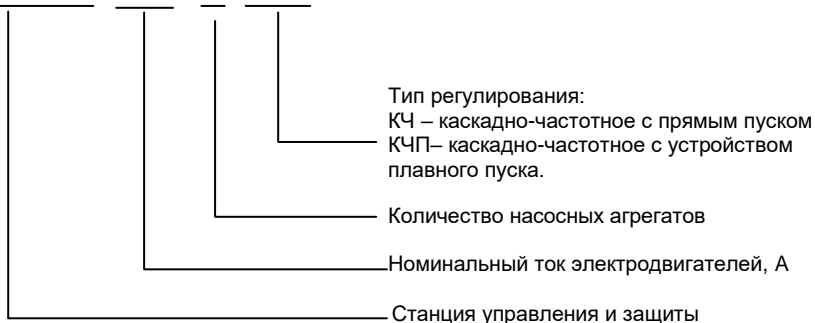 Тип регулирования:
КЧ – каскадно-частотное с прямым пуском
КЧП– каскадно-частотное с устройством
плавного пуска.
Количество насосных агрегатов
Номинальный ток электродвигателей, А
Станция управления и защиты